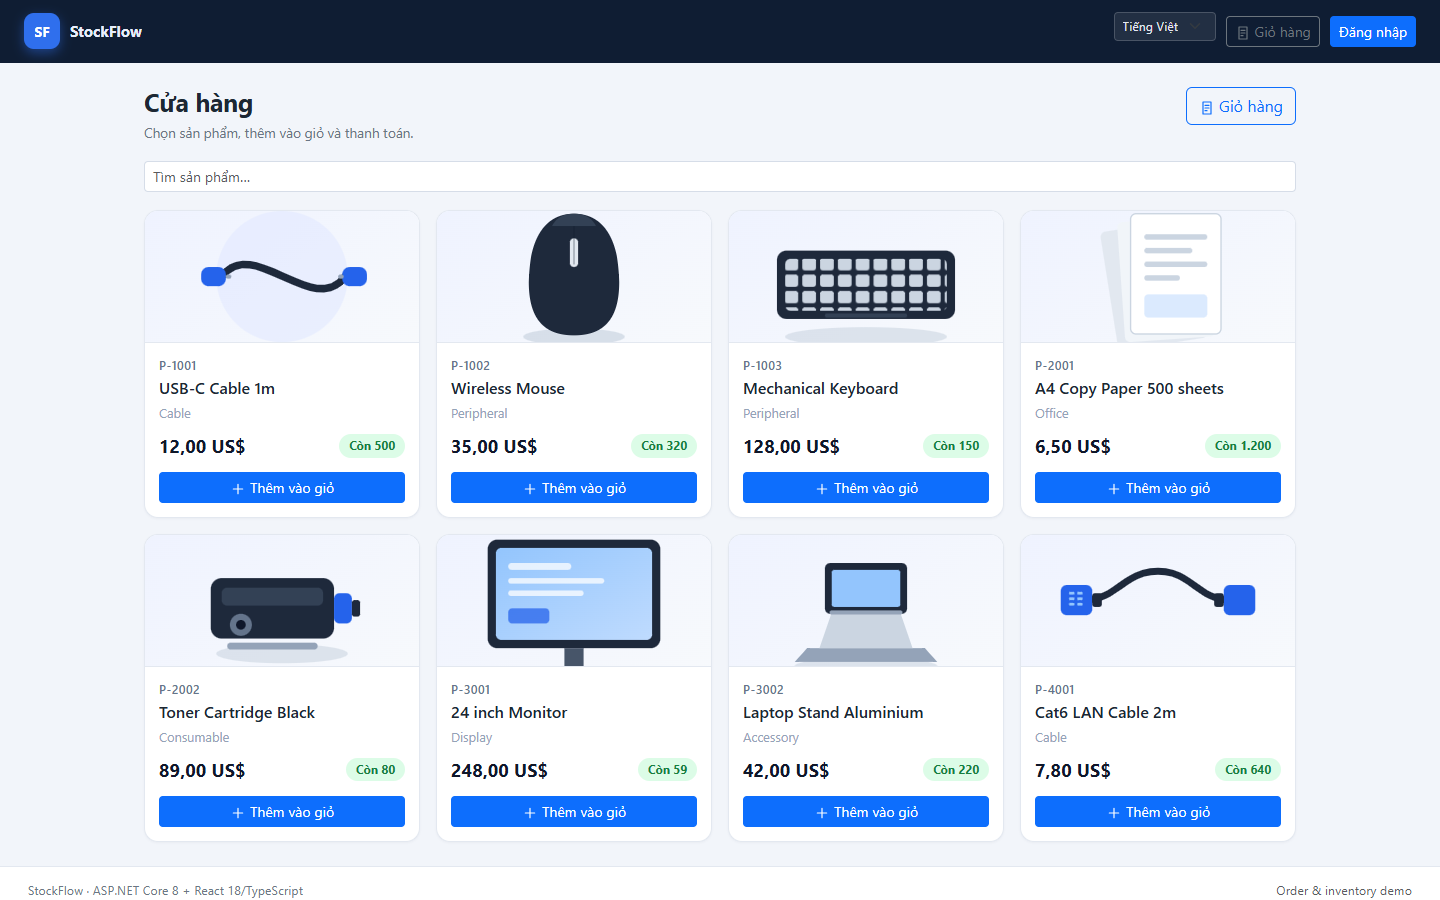 SF StockFlow
Tiếng Việt
Giỏ hàng
Đăng nhập
Cửa hàng
Chọn sản phẩm, thêm vào giỏ và thanh toán.
Giỏ hàng
Tìm sản phẩm...
P-1001
USB-C Cable 1m
Cable
12,00 US$
Còn 500
+ Thêm vào giỏ
P-1002
Wireless Mouse
Peripheral
35,00 US$
Còn 320
+ Thêm vào giỏ
P-1003
Mechanical Keyboard
Peripheral
128,00 US$
Còn 150
+ Thêm vào giỏ
P-2001
A4 Copy Paper 500 sheets
Office
6,50 US$
Còn 1.200
+ Thêm vào giỏ
P-2002
Toner Cartridge Black
Consumable
89,00 US$
Còn 80
+ Thêm vào giỏ
P-3001
24 inch Monitor
Display
248,00 US$
Còn 59
+ Thêm vào giỏ
P-3002
Laptop Stand Aluminium
Accessory
42,00 US$
Còn 220
+ Thêm vào giỏ
P-4001
Cat6 LAN Cable 2m
Cable
7,80 US$
Còn 640
+ Thêm vào giỏ
StockFlow · ASP.NET Core 8 + React 18/TypeScript
Order & inventory demo